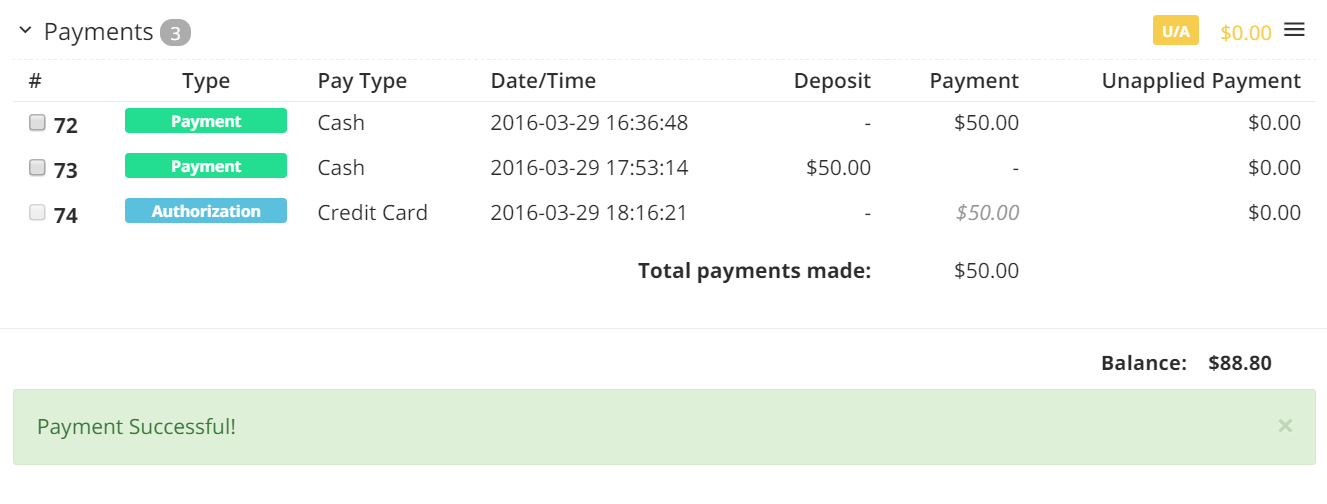 Payments 3 U/A $0.00
# Type Pay Type Date/Time Deposit Payment Unapplied Payment
72 Payment Cash 2016-03-29 16:36:48 - $50.00 $0.00
73 Payment Cash 2016-03-29 17:53:14 $50.00 - $0.00
74 Authorization Credit Card 2016-03-29 18:16:21 - $50.00 $0.00
Total payments made: $50.00
Balance: $88.80
Payment Successful! ×